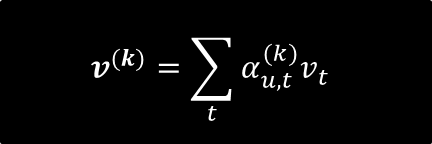 𝒗⁽ᵏ⁾ = ∑_t α_{u,t}^{(k)} v_t